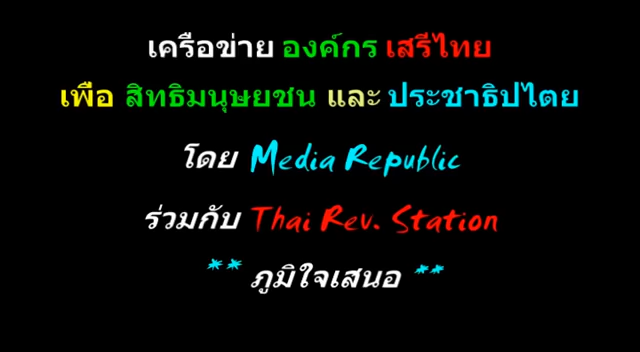 เครือข่าย องค์กร เสรีไทย
เพื่อ สิทธิมนุษยชน และ ประชาธิปไตย
โดย Media Republic
ร่วมกับ Thai Rev. Station
** ภูมิใจเสนอ **